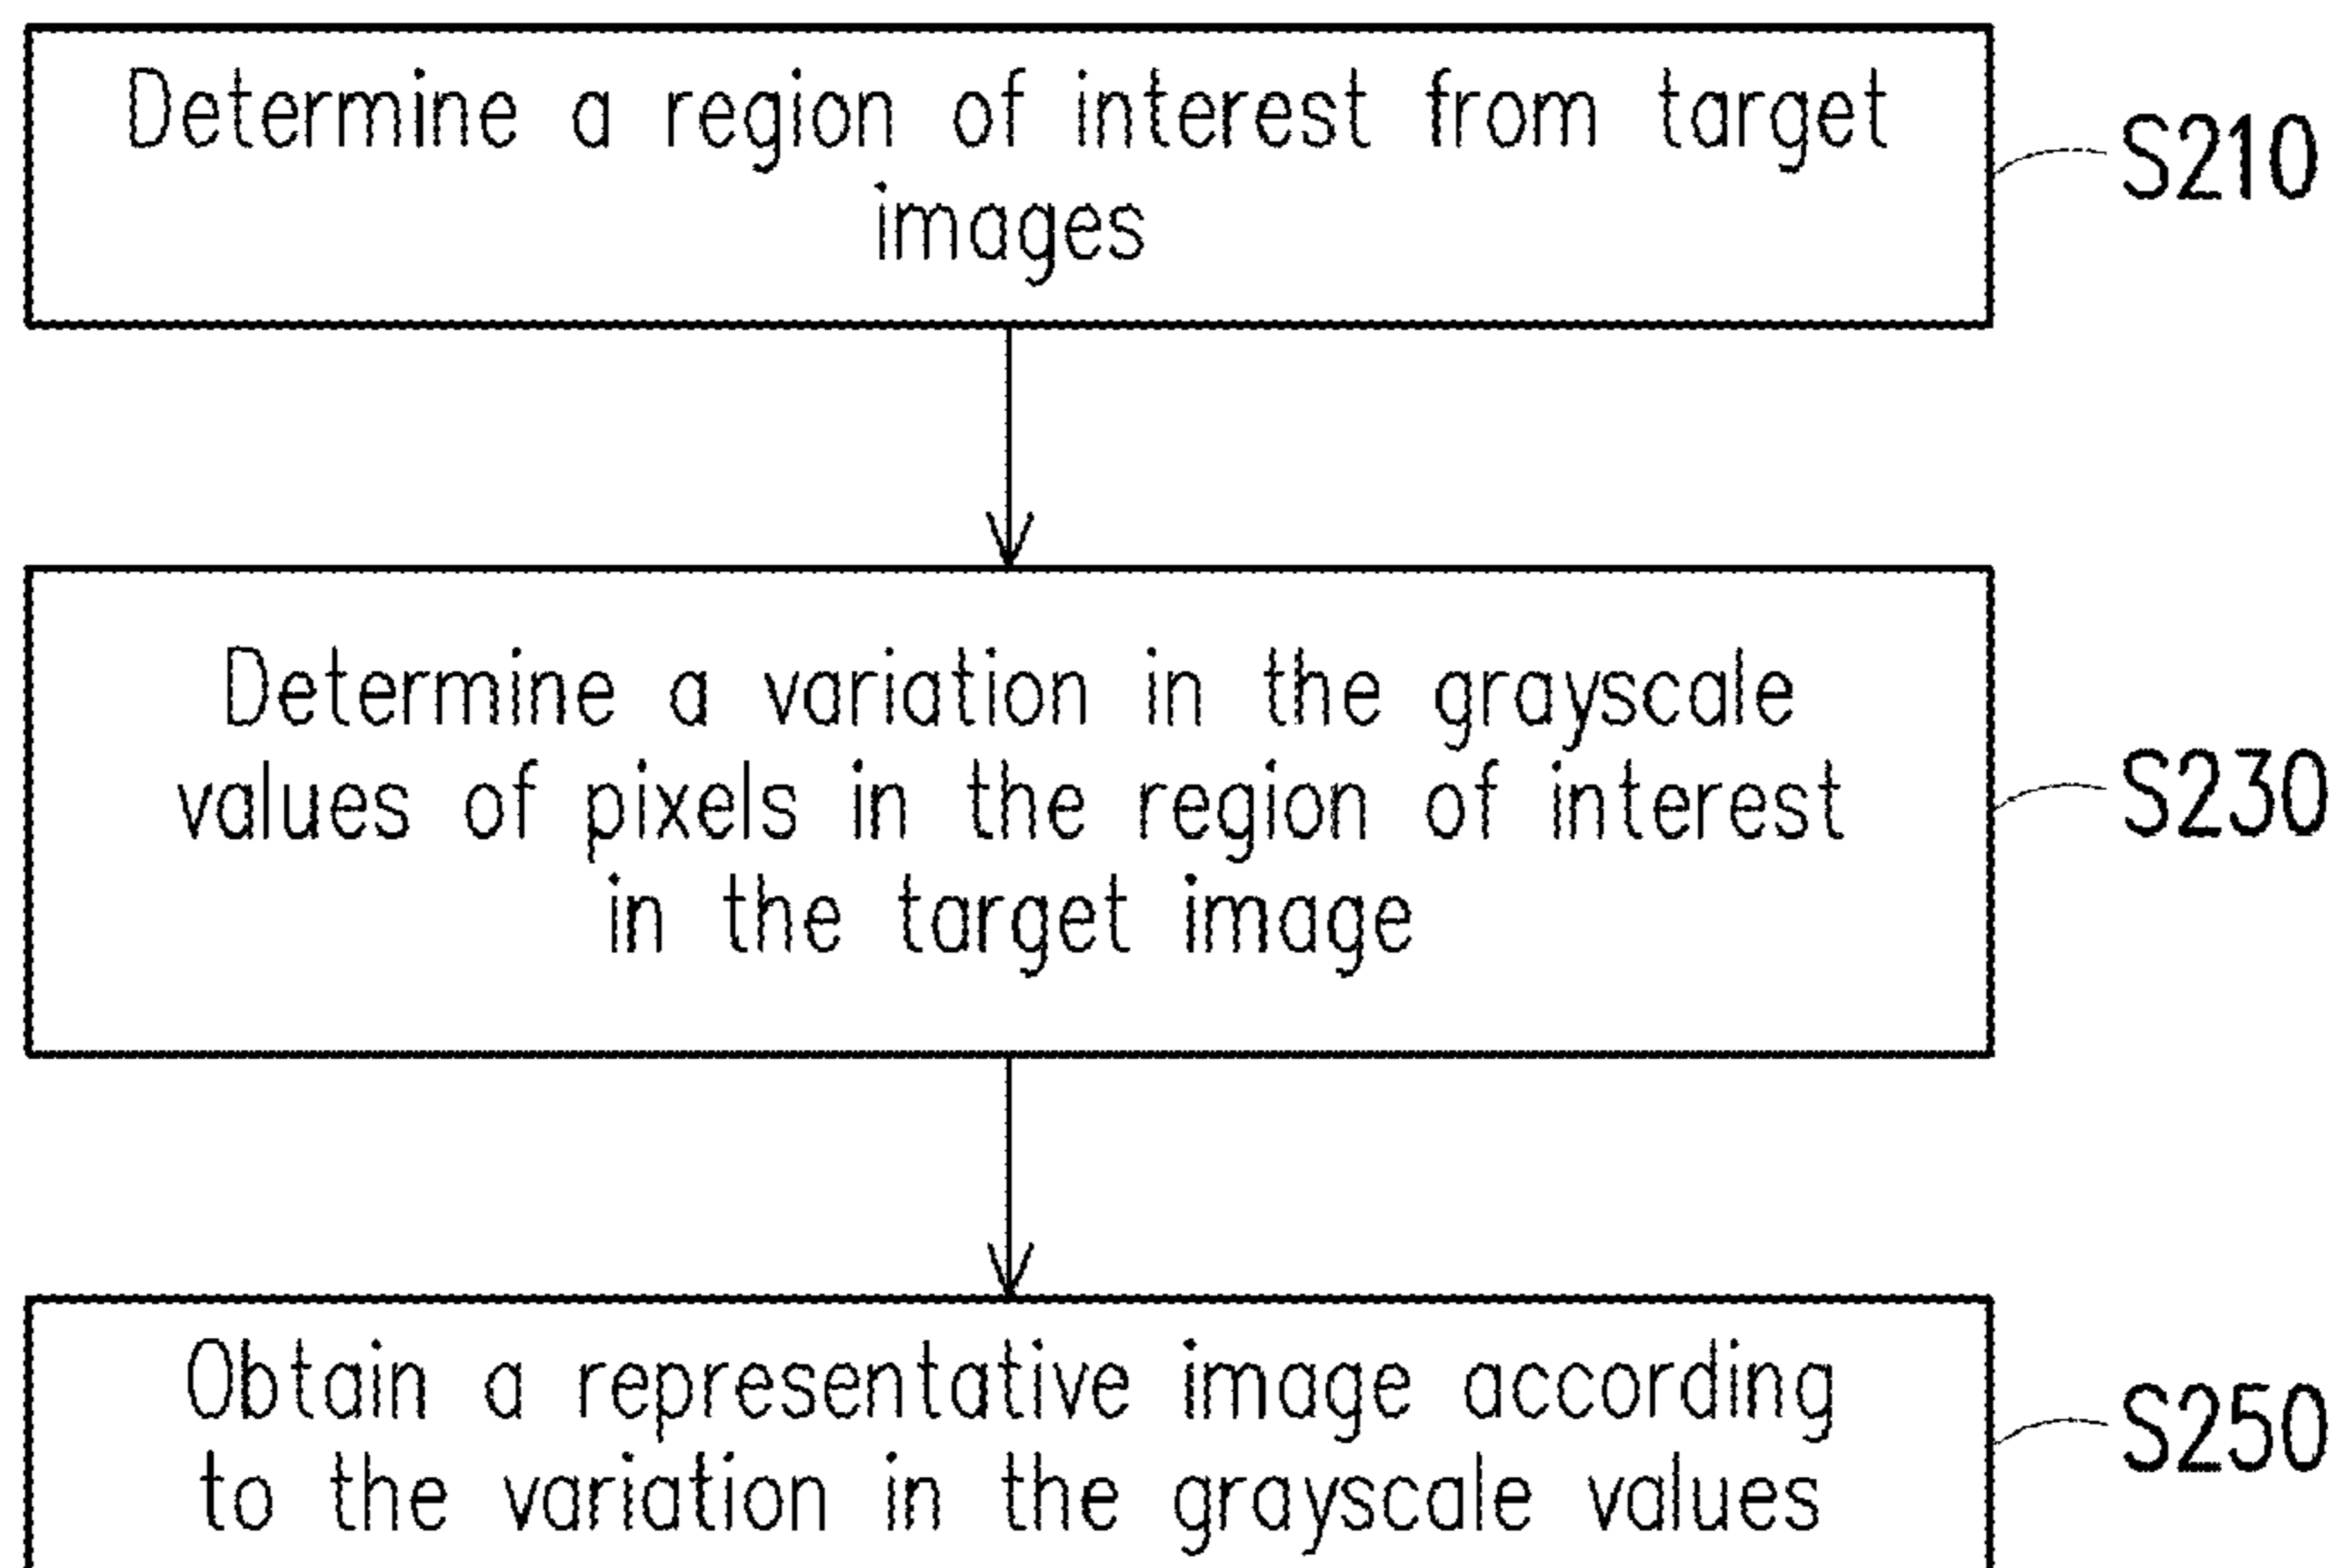 Determine a region of interest from target
images
S210
Determine a variation in the grayscale
values of pixels in the region of interest
in the target image
S230
Obtain a representative image according
to the variation in the grayscale values
S250